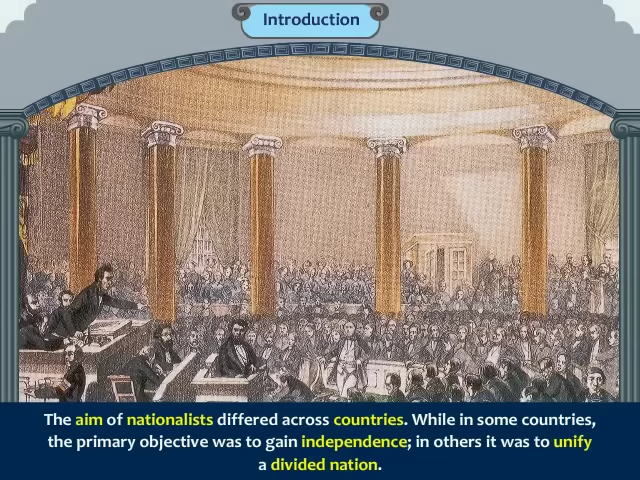 Introduction
The aim of nationalists differed across countries. While in some countries,
the primary objective was to gain independence; in others it was to unify
a divided nation.